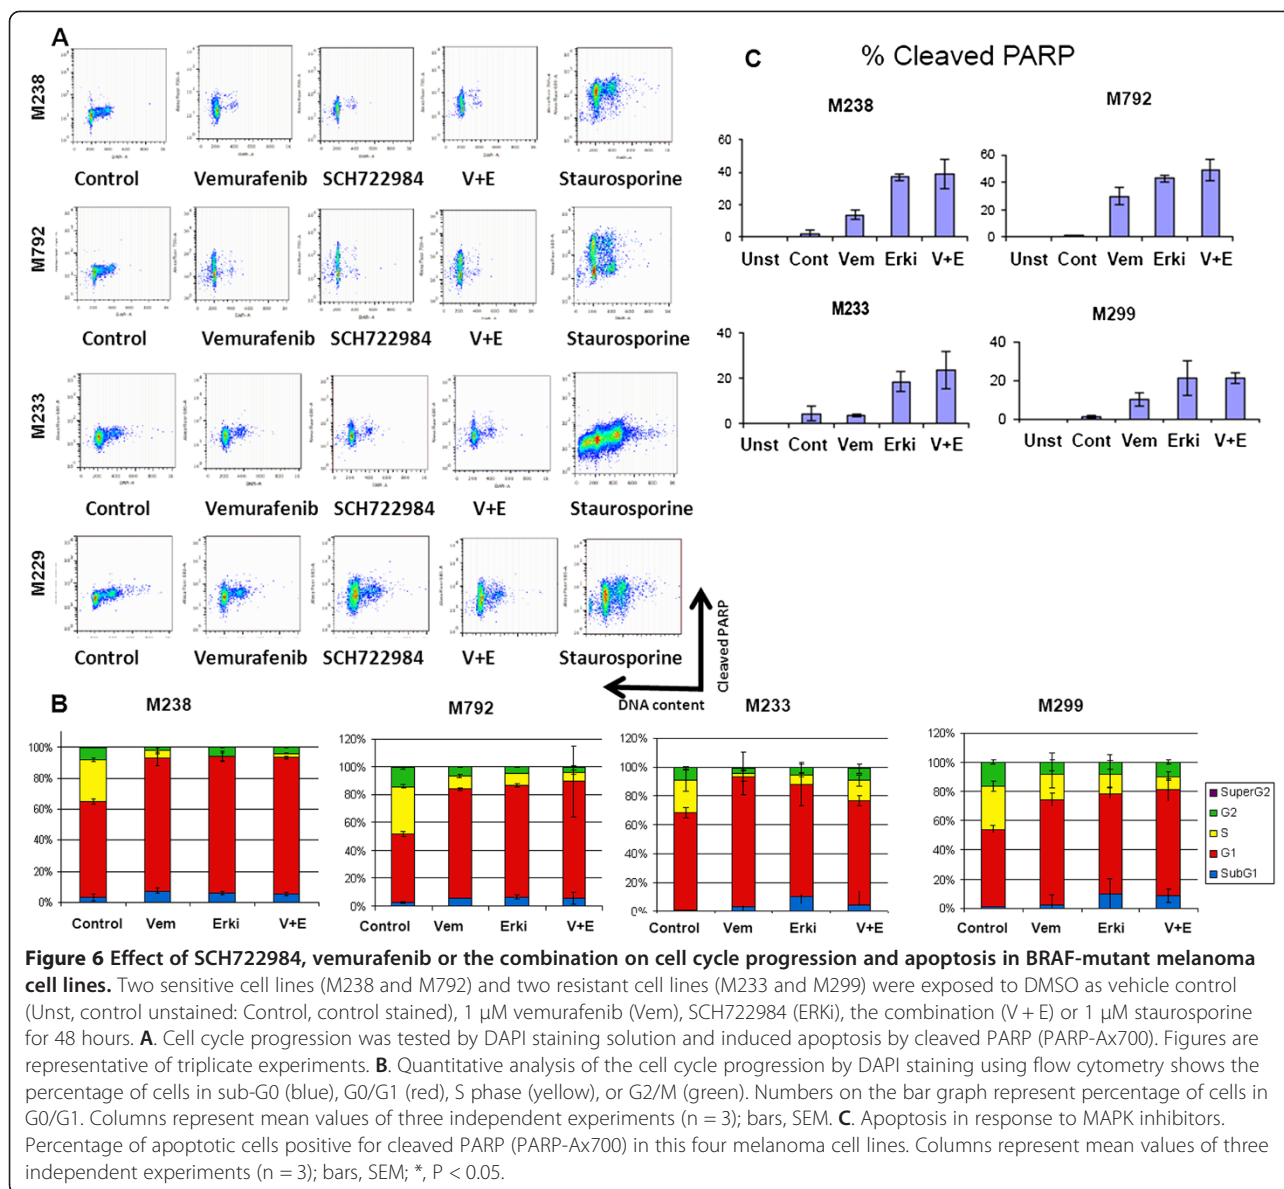 A
M238
Control
Vemurafenib
SCH722984
V+E
Staurosporine
M792
Control
Vemurafenib
SCH722984
V+E
Staurosporine
M233
Control
Vemurafenib
SCH722984
V+E
Staurosporine
M229
Control
Vemurafenib
SCH722984
V+E
Staurosporine
Cleaved PARP
DNA content
C
% Cleaved PARP
M238
60
40
20
0
Unst Cont Vem Erki V+E
M792
60
40
20
0
Unst Cont Vem Erki V+E
M233
40
20
0
Unst Cont Vem Erki V+E
M299
40
20
0
Unst Cont Vem Erki V+E
B
M238
100%
80%
60%
40%
20%
0%
Control Vem Erki V+E
M792
120%
100%
80%
60%
40%
20%
0%
Control Vem Erki V+E
M233
120%
100%
80%
60%
40%
20%
0%
Control Vem Erki V+E
M299
120%
100%
80%
60%
40%
20%
0%
Control Vem Erki V+E
SuperG2
G2
S
G1
SubG1
Figure 6 Effect of SCH722984, vemurafenib or the combination on cell cycle progression and apoptosis in BRAF-mutant melanoma
cell lines. Two sensitive cell lines (M238 and M792) and two resistant cell lines (M233 and M299) were exposed to DMSO as vehicle control
(Unst, control unstained: Control, control stained), 1 μM vemurafenib (Vem), SCH722984 (ERKi), the combination (V + E) or 1 μM staurosporine
for 48 hours. A. Cell cycle progression was tested by DAPI staining solution and induced apoptosis by cleaved PARP (PARP-Ax700). Figures are
representative of triplicate experiments. B. Quantitative analysis of the cell cycle progression by DAPI staining using flow cytometry shows the
percentage of cells in sub-G0 (blue), G0/G1 (red), S phase (yellow), or G2/M (green). Numbers on the bar graph represent percentage of cells in
G0/G1. Columns represent mean values of three independent experiments (n = 3); bars, SEM. C. Apoptosis in response to MAPK inhibitors.
Percentage of apoptotic cells positive for cleaved PARP (PARP-Ax700) in this four melanoma cell lines. Columns represent mean values of three
independent experiments (n = 3); bars, SEM; *, P < 0.05.